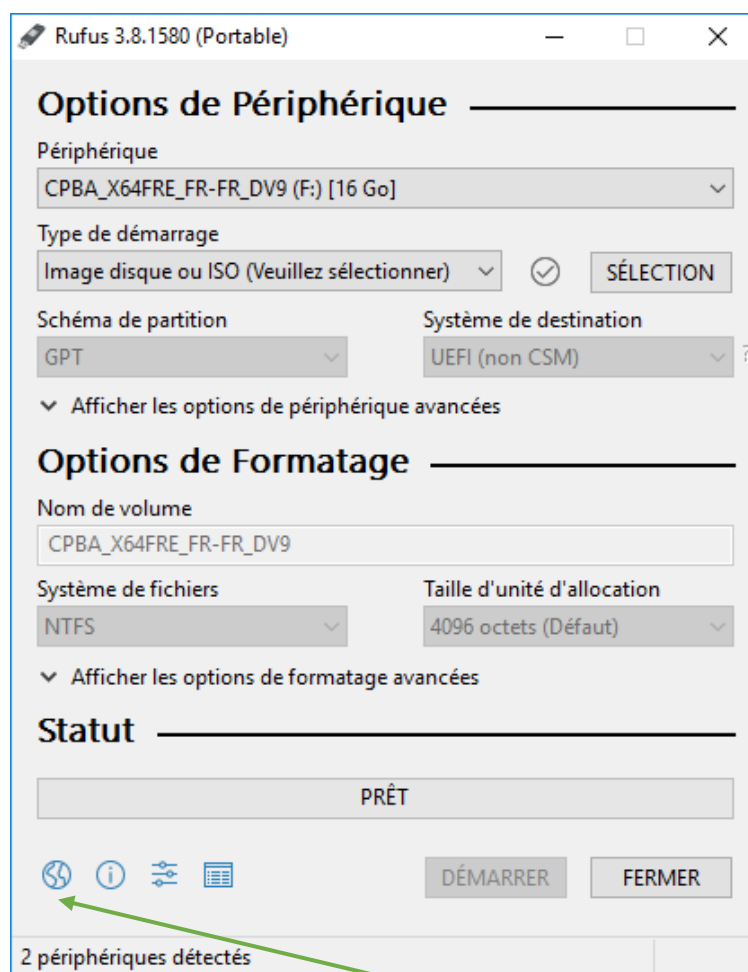 Rufus 3.8.1580 (Portable)
Options de Périphérique
Périphérique
CPBA_X64FRE_FR-FR_DV9 (F:) [16 Go]
Type de démarrage
Image disque ou ISO (Veuillez sélectionner)
SÉLECTION
Schéma de partition
Système de destination
GPT
UEFI (non CSM)
?
Afficher les options de périphérique avancées
Options de Formatage
Nom de volume
CPBA_X64FRE_FR-FR_DV9
Système de fichiers
Taille d'unité d'allocation
NTFS
4096 octets (Défaut)
Afficher les options de formatage avancées
Statut
PRÊT
DÉMARRER
FERMER
2 périphériques détectés